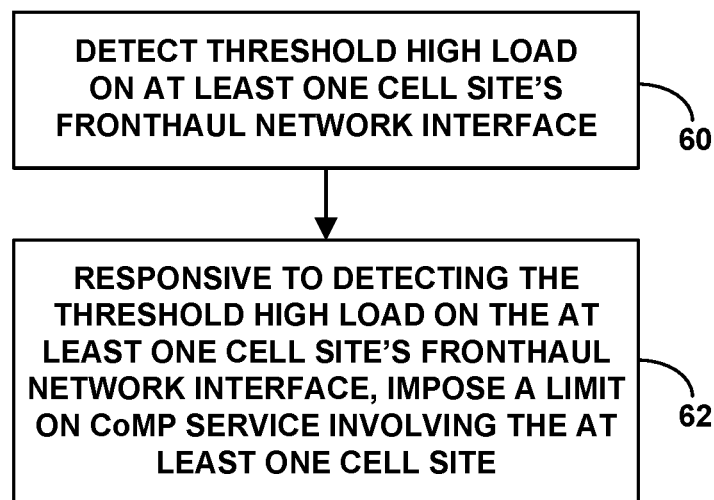 DETECT THRESHOLD HIGH LOAD
ON AT LEAST ONE CELL SITE'S
FRONTHAUL NETWORK INTERFACE
60
RESPONSIVE TO DETECTING THE
THRESHOLD HIGH LOAD ON THE AT
LEAST ONE CELL SITE'S FRONTHAUL
NETWORK INTERFACE, IMPOSE A LIMIT
ON CoMP SERVICE INVOLVING THE AT
LEAST ONE CELL SITE
62